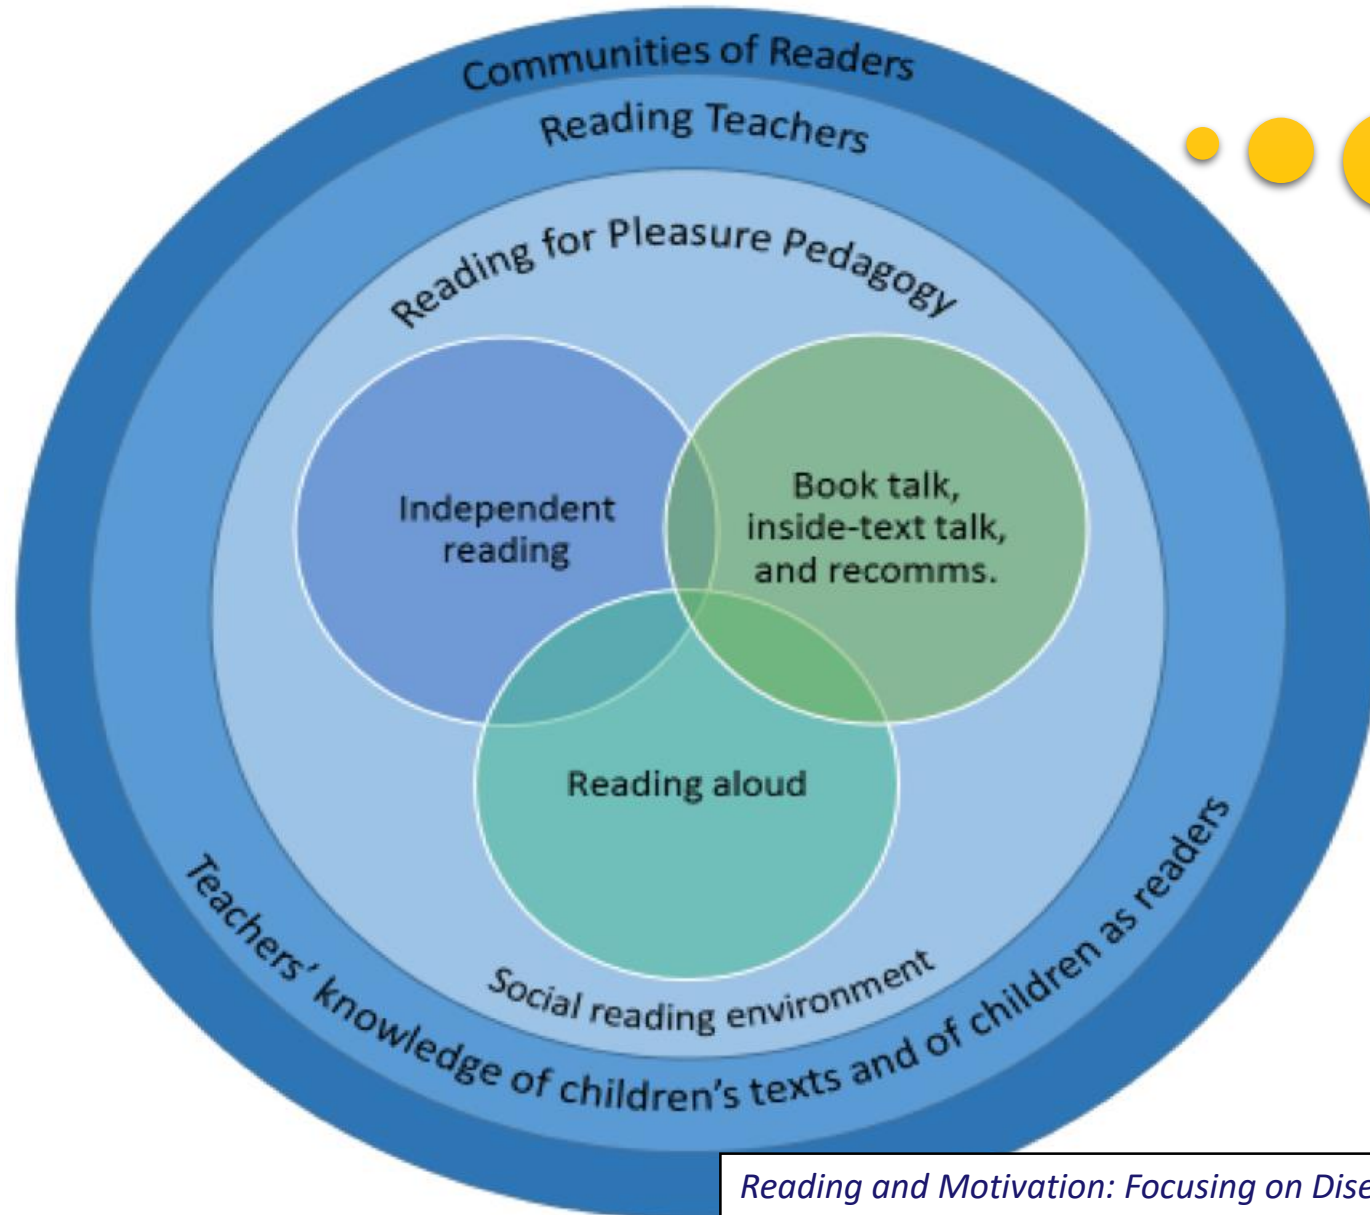 Communities of Readers
Reading Teachers
Reading for Pleasure Pedagogy
Independent
reading
Book talk,
inside-text talk,
and recomms.
Reading aloud
Social reading environment
Teachers’ knowledge of children’s texts and of children as readers
Reading and Motivation: Focusing on